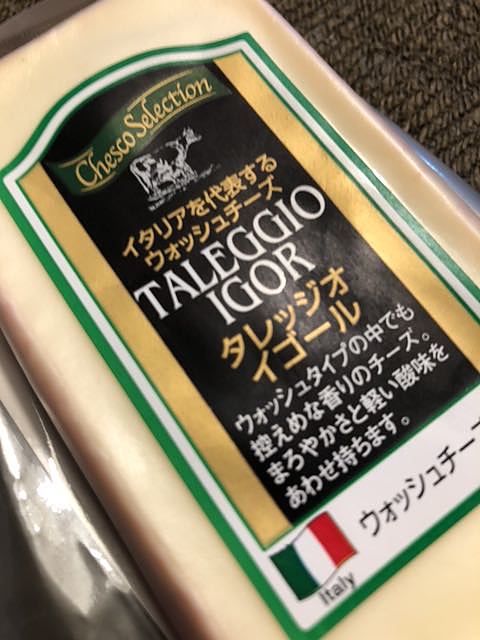 Chesco Selection
イタリアを代表する
ウォッシュチーズ
TALEGGIO
IGOR
タレッジオ
イゴール
ウォッシュタイプの中でも
控えめな香りのチーズ。
まろやかさと軽い酸味を
あわせ持ちます。
ウォッシュチーズ
Italy